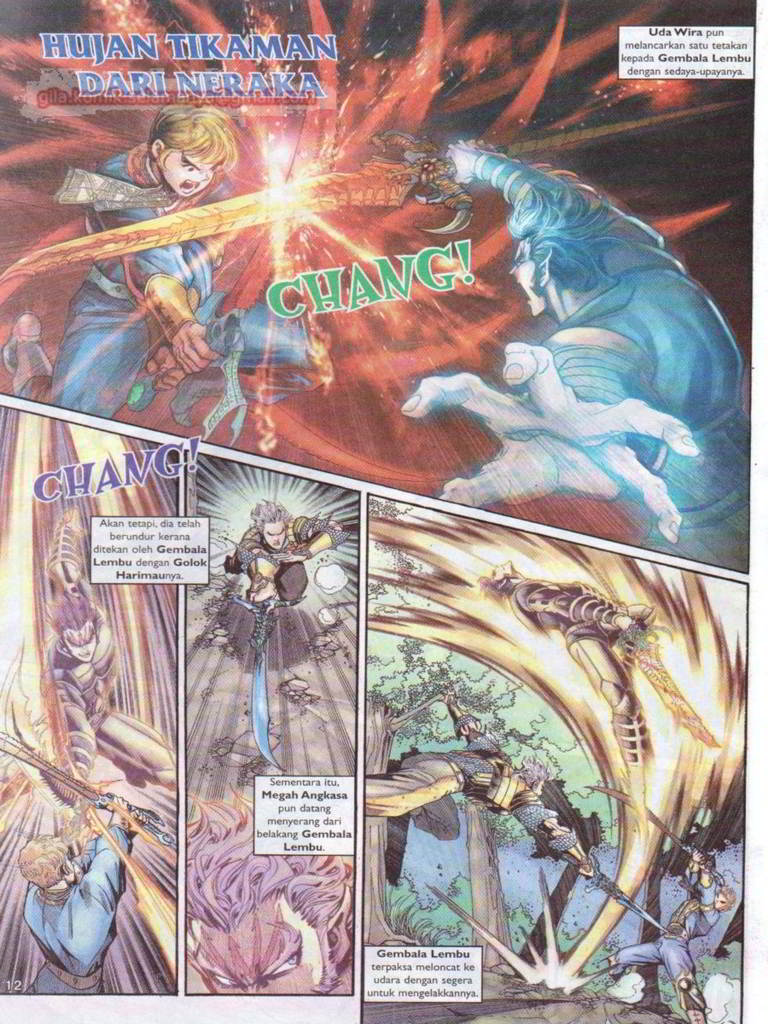 HUJAN TIKAMAN
DARI NERAKA
Uda Wira pun
melancarkan satu tetakan
kepada Gembala Lembu
dengan sedaya-upayanya.
CHANG!
CHANG!
Akan tetapi, dia telah
berundur kerana
ditekan oleh Gembala
Lembu dengan Golok
Harimaunya.
Sementara itu,
Megah Angkasa
pun datang
menyerang dari
belakang Gembala
Lembu.
Gembala Lembu
terpaksa meloncat ke
udara dengan segera
untuk mengelakkannya.
12